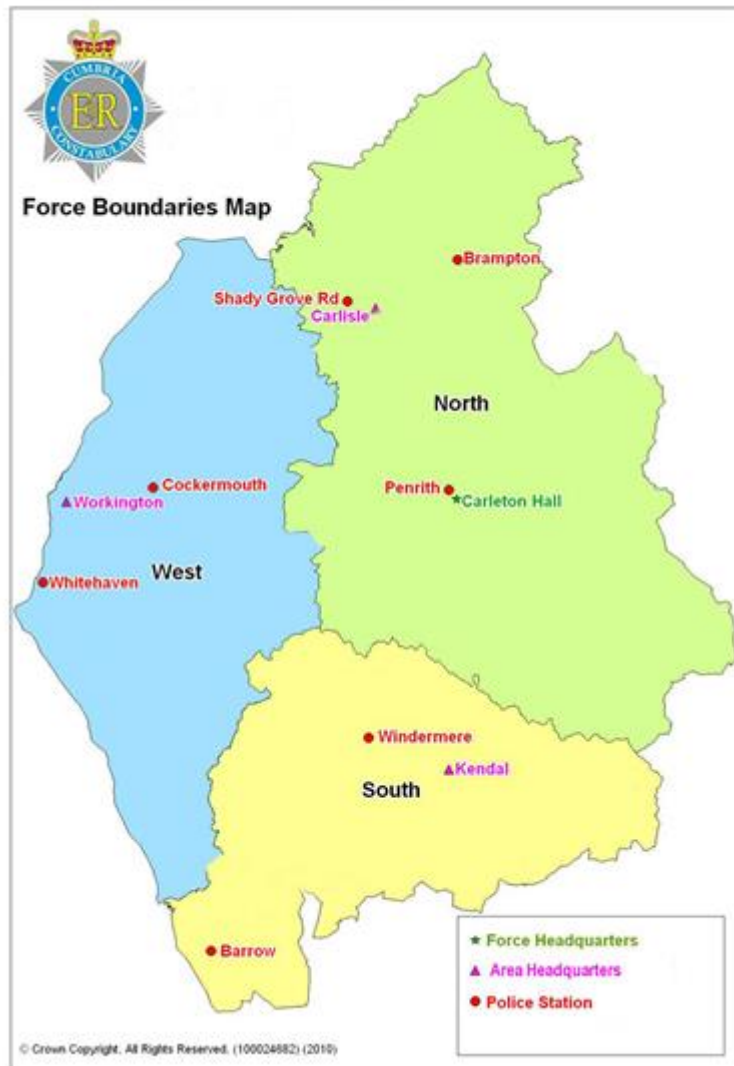 CUMBRIA
ER
CONSTABULARY
Force Boundaries Map
Brampton
Shady Grove Rd
Carlisle
North
Cockermouth
Penrith
Workington
Carleton Hall
West
Whitehaven
Windermere
Kendal
South
Barrow
Force Headquarters
Area Headquarters
Police Station
© Crown Copyright. All Rights Reserved. (100024682) (2010)